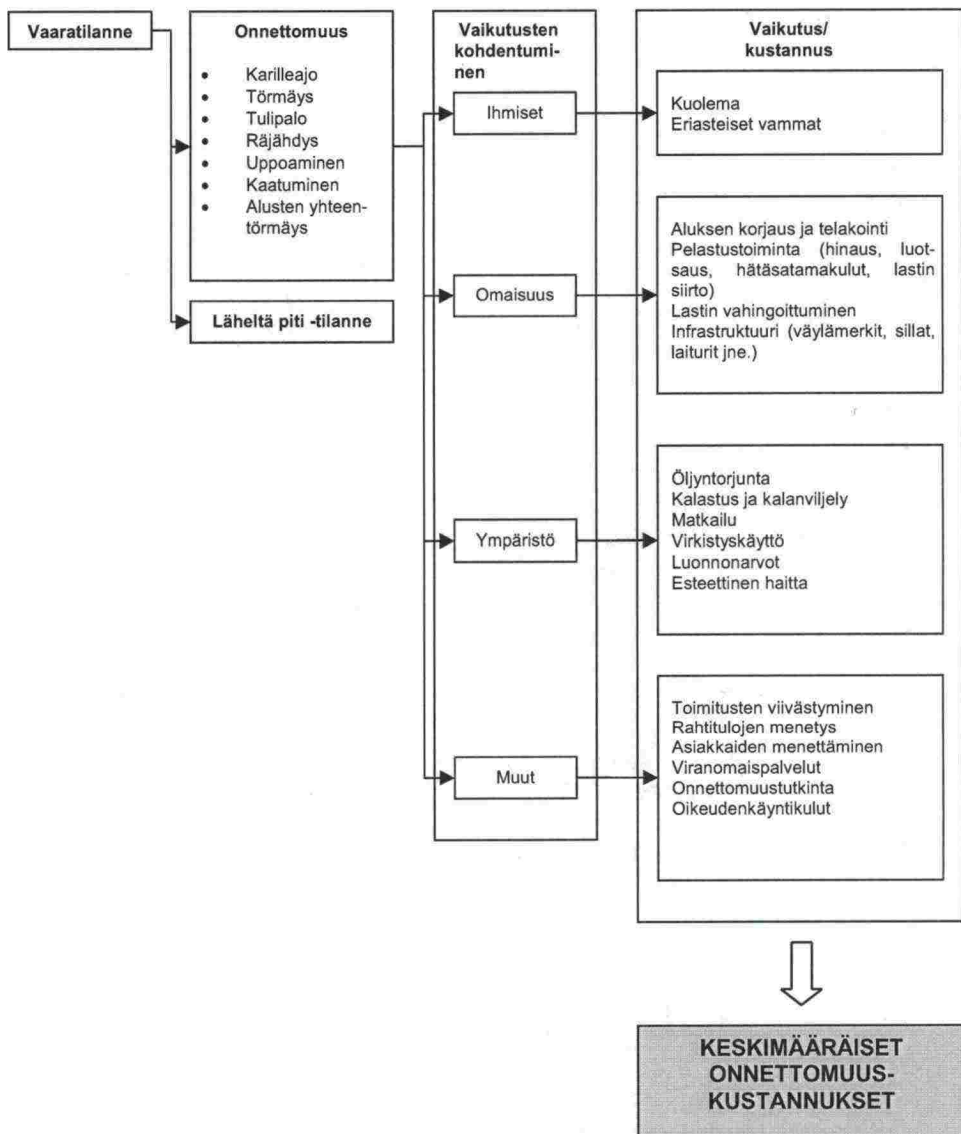 Vaaratilanne
Onnettomuus
• Karilleajo
• Törmäys
• Tulipalo
• Räjähdys
• Uppoaminen
• Kaatuminen
• Alusten yhteen-
törmäys
Läheltä piti -tilanne
Vaikutusten
kohdentumi-
nen
Ihmiset
Omaisuus
Ympäristö
Muut
Vaikutus/
kustannus
Kuolema
Eriasteiset vammat
Aluksen korjaus ja telakointi
Pelastustoiminta (hinaus, luot-
saus, hätäsatamakulut, lastin
siirto)
Lastin vahingoittuminen
Infrastruktuuri (väylämerkit, sillat,
laiturit jne.)
Öljyntorjunta
Kalastus ja kalanviljely
Matkailu
Virkistyskäyttö
Luonnonarvot
Esteettinen haitta
Toimitusten viivästyminen
Rahtitulojen menetys
Asiakkaiden menettäminen
Viranomaispalvelut
Onnettomuustutkinta
Oikeudenkäyntikulut
KESKIMÄÄRÄISET
ONNETTOMUUS-
KUSTANNUKSET